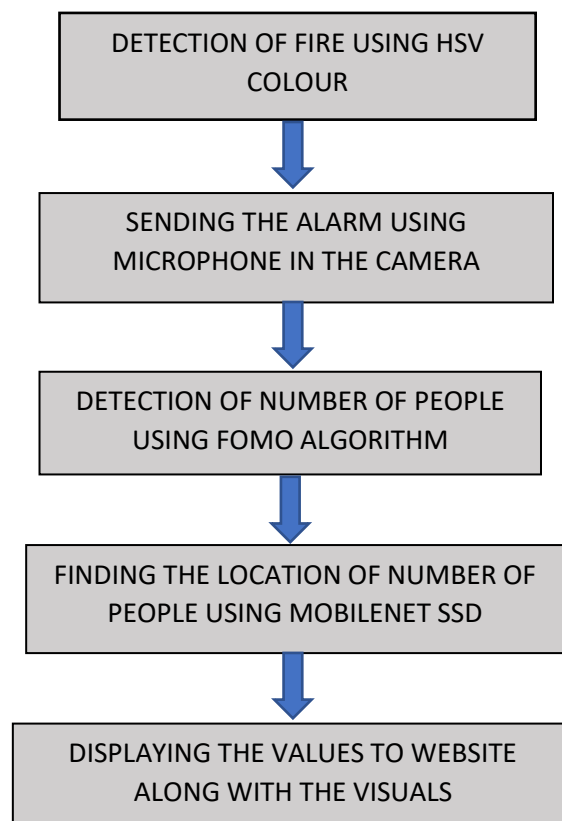 DETECTION OF FIRE USING HSV
COLOUR
SENDING THE ALARM USING
MICROPHONE IN THE CAMERA
DETECTION OF NUMBER OF PEOPLE
USING FOMO ALGORITHM
FINDING THE LOCATION OF NUMBER OF
PEOPLE USING MOBILENET SSD
DISPLAYING THE VALUES TO WEBSITE
ALONG WITH THE VISUALS